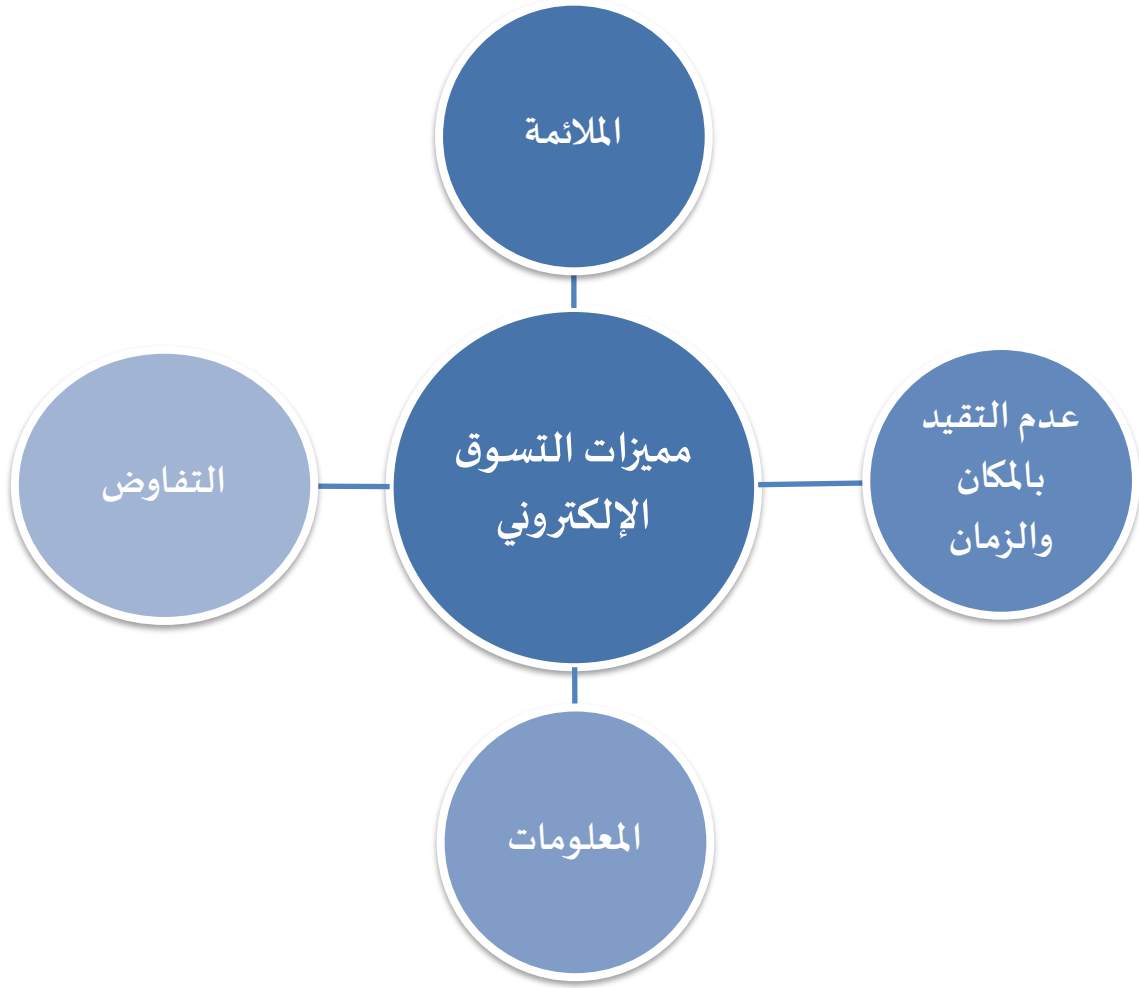 الملائمة
مميزات التسوق
الإلكتروني
عدم التقيد
بالمكان
والزمان
المعلومات
التفاوض